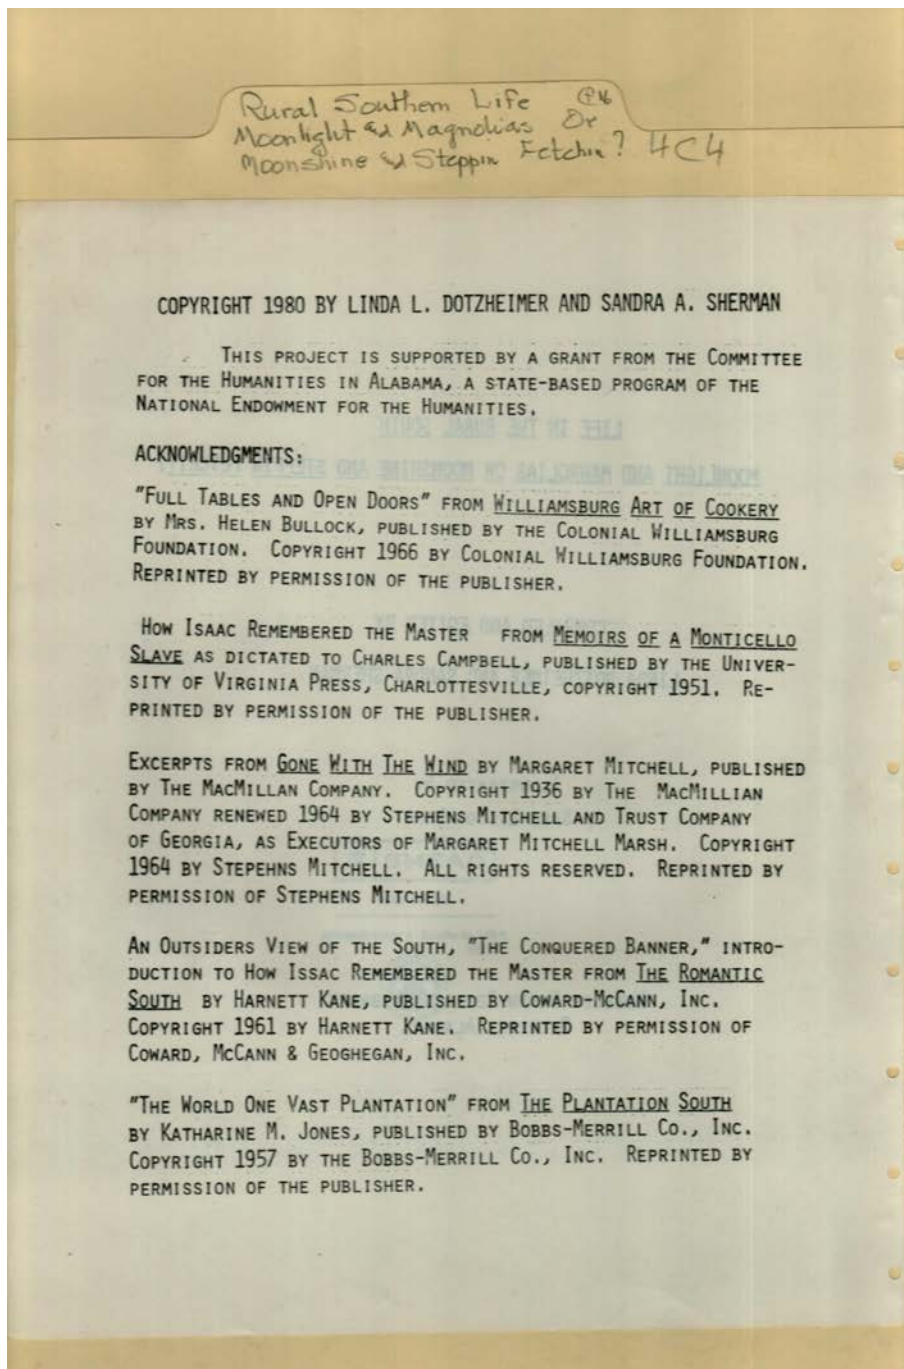 Rural Southern Life
Moonlight & Magnolias Or
Moonshine & Steppin Fetchin? 4C4
COPYRIGHT 1980 BY LINDA L. DOTZHEIMER AND SANDRA A. SHERMAN
THIS PROJECT IS SUPPORTED BY A GRANT FROM THE COMMITTEE
FOR THE HUMANITIES IN ALABAMA, A STATE-BASED PROGRAM OF THE
NATIONAL ENDOWMENT FOR THE HUMANITIES.
LIFE IN THE RURAL SOUTH
ACKNOWLEDGMENTS:
MOONLIGHT AND MAGNOLIAS OR MOONSHINE AND
"FULL TABLES AND OPEN DOORS" FROM WILLIAMSBURG ART OF COOKERY
BY MRS. HELEN BULLOCK, PUBLISHED BY THE COLONIAL WILLIAMSBURG
FOUNDATION. COPYRIGHT 1966 BY COLONIAL WILLIAMSBURG FOUNDATION.
REPRINTED BY PERMISSION OF THE PUBLISHER.
HOW ISAAC REMEMBERED THE MASTER FROM MEMOIRS OF A MONTICELLO
SLAVE AS DICTATED TO CHARLES CAMPBELL, PUBLISHED BY THE UNIVER-
SITY OF VIRGINIA PRESS, CHARLOTTESVILLE, COPYRIGHT 1951. RE-
PRINTED BY PERMISSION OF THE PUBLISHER.
EXCERPTS FROM GONE WITH THE WIND BY MARGARET MITCHELL, PUBLISHED
BY THE MACMILLAN COMPANY. COPYRIGHT 1936 BY THE MACMILLIAN
COMPANY RENEWED 1964 BY STEPHENS MITCHELL AND TRUST COMPANY
OF GEORGIA, AS EXECUTORS OF MARGARET MITCHELL MARSH. COPYRIGHT
1964 BY STEPEHNS MITCHELL. ALL RIGHTS RESERVED. REPRINTED BY
PERMISSION OF STEPHENS MITCHELL.
AN OUTSIDERS VIEW OF THE SOUTH, "THE CONQUERED BANNER," INTRO-
DUCTION TO HOW ISSAC REMEMBERED THE MASTER FROM THE ROMANTIC
SOUTH BY HARNETT KANE, PUBLISHED BY COWARD-MCCANN, INC.
COPYRIGHT 1961 BY HARNETT KANE. REPRINTED BY PERMISSION OF
COWARD, MCCANN & GEOGHEGAN, INC.
"THE WORLD ONE VAST PLANTATION" FROM THE PLANTATION SOUTH
BY KATHARINE M. JONES, PUBLISHED BY BOBBS-MERRILL CO., INC.
COPYRIGHT 1957 BY THE BOBBS-MERRILL CO., INC. REPRINTED BY
PERMISSION OF THE PUBLISHER.